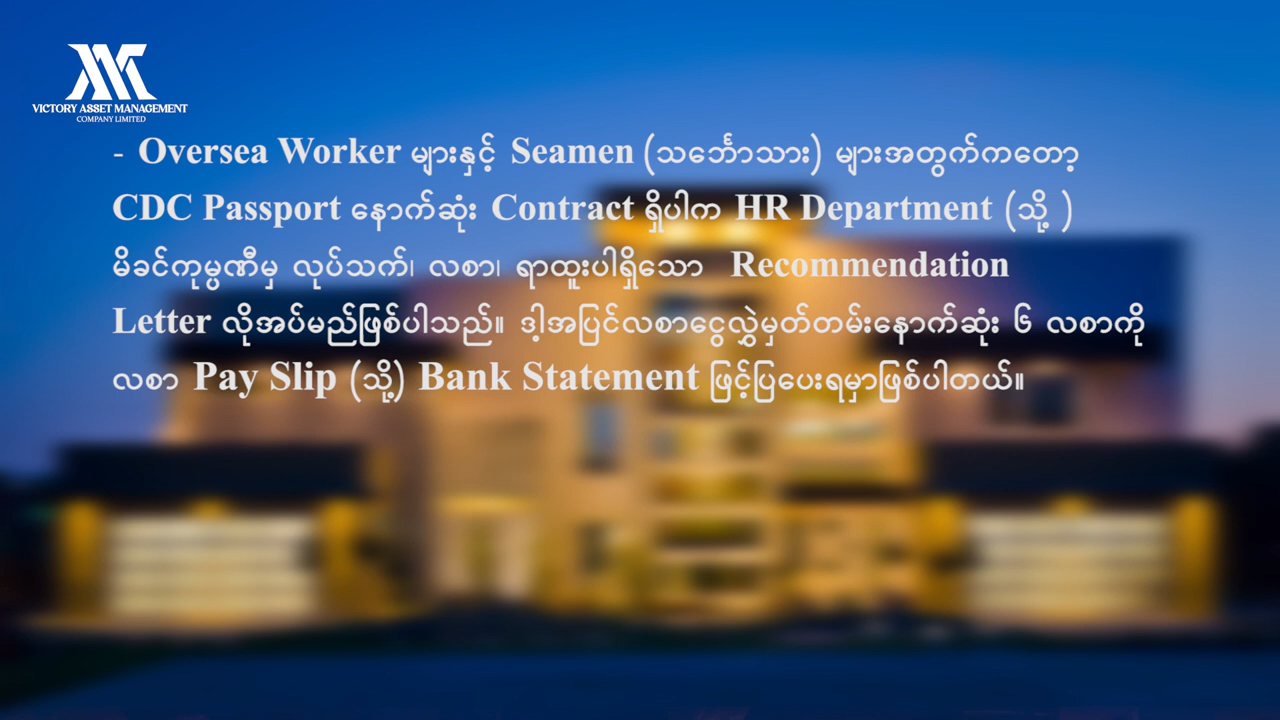 VICTORY ASSET MANAGEMENT
COMPANY LIMITED
- Oversea Worker များနှင့် Seamen (သင်္ဘောသား) များအတွက်ကတော့
CDC Passport နောက်ဆုံး Contract ရှိပါက HR Department (သို့ )
မိခင်ကုမ္ပဏီမှ လုပ်သက်၊ လစာ၊ ရာထူးပါရှိသော Recommendation
Letter လိုအပ်မည်ဖြစ်ပါသည်။ ဒါ့အပြင်လစာငွေလွှဲမှတ်တမ်းနောက်ဆုံး ၆ လစာကို
လစာ Pay Slip (သို့) Bank Statement ဖြင့်ပြပေးရမှာဖြစ်ပါတယ်။